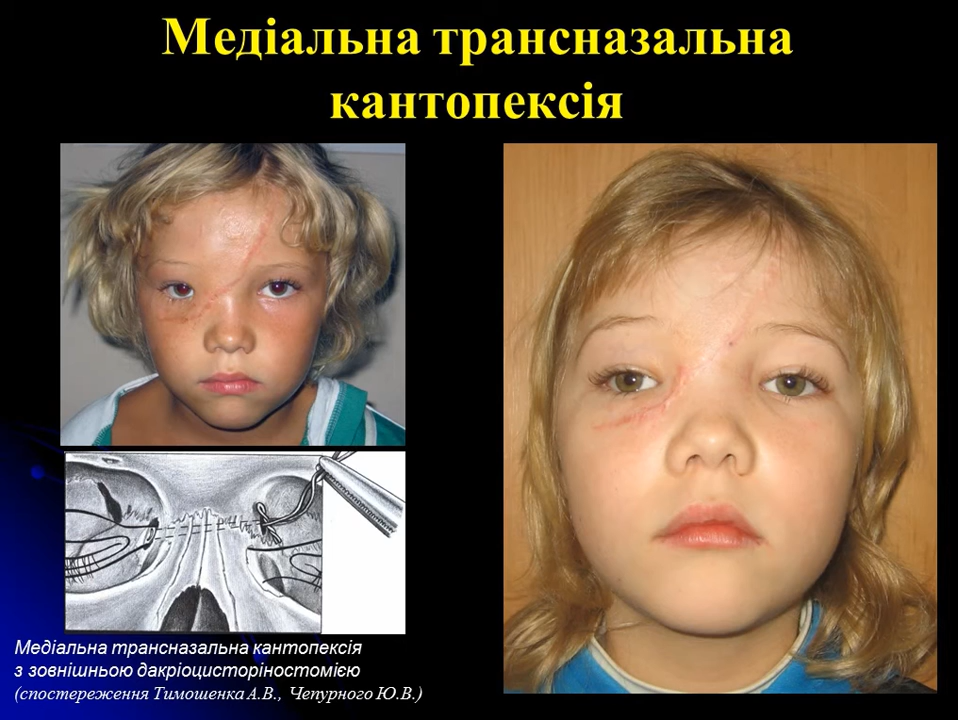 Медіальна трансназальна
кантопексія
Медіальна трансназальна кантопексія
з зовнішньою дакріоцисторіностомією
(спостереження Тимошенка А.В., Чепурного Ю.В.)